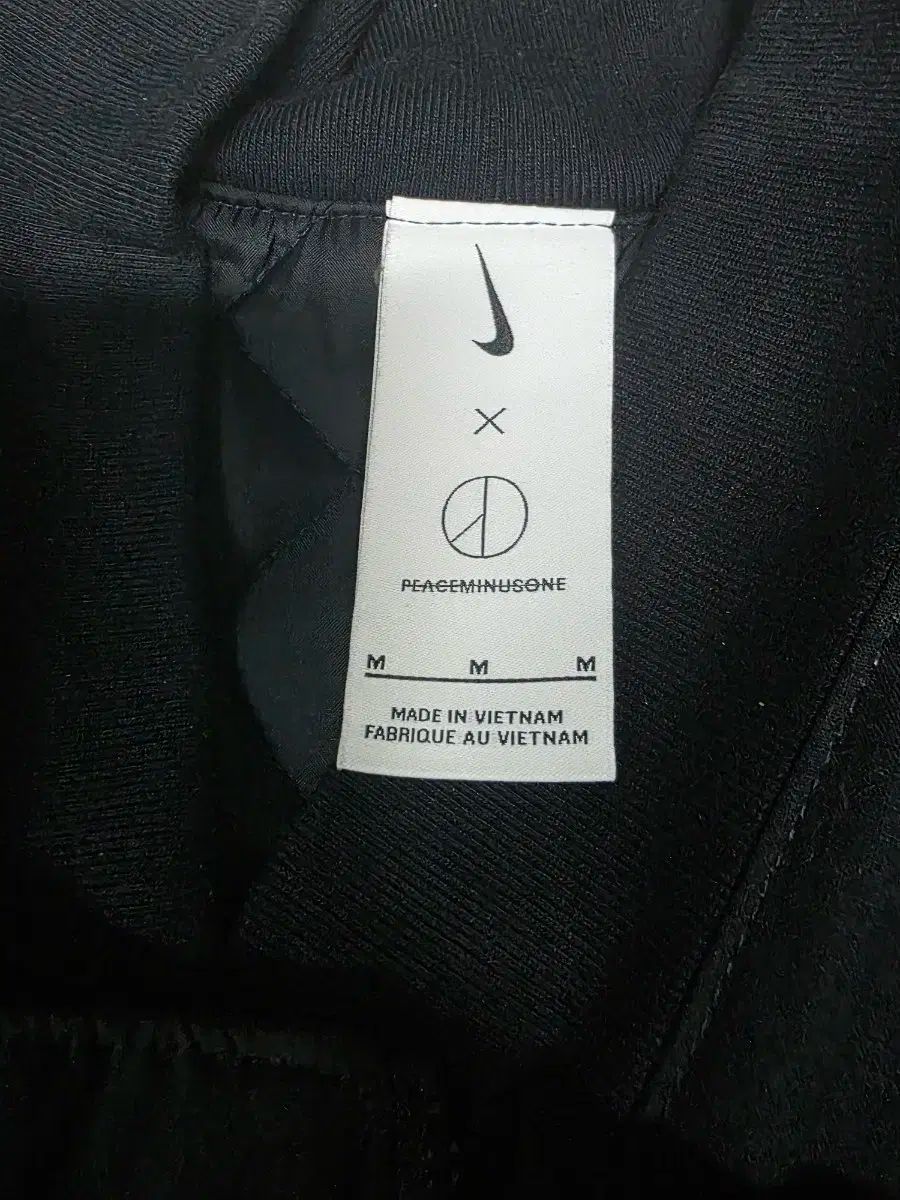 ×
PEACEMINUSONE
M M M
MADE IN VIETNAM
FABRIQUE AU VIETNAM